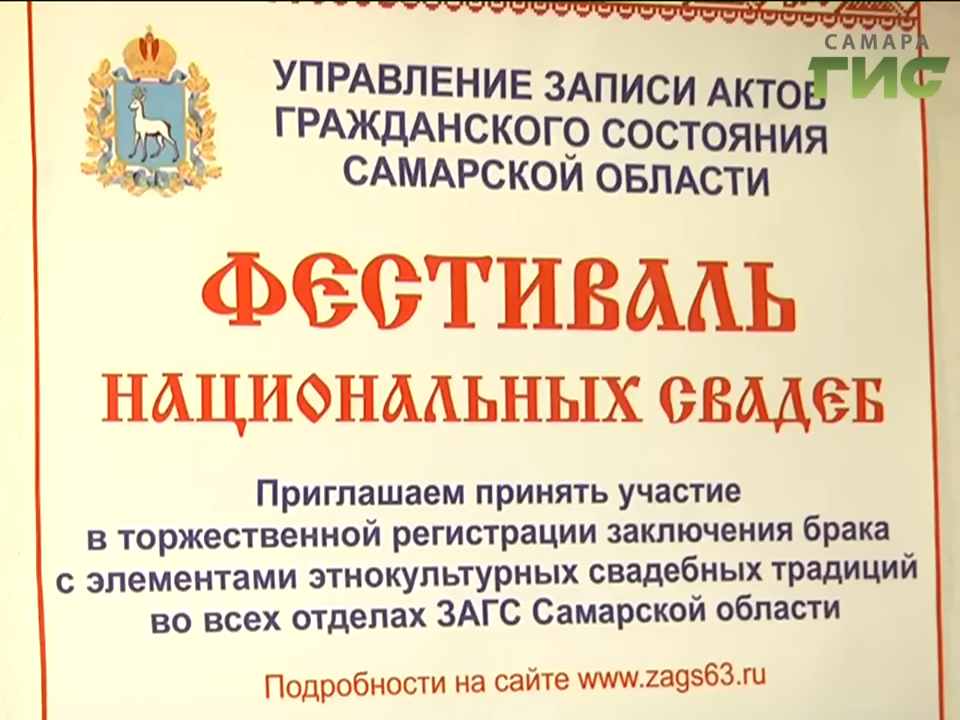 САМАРА
ГИС
УПРАВЛЕНИЕ ЗАПИСИ АКТОВ
ГРАЖДАНСКОГО СОСТОЯНИЯ
САМАРСКОЙ ОБЛАСТИ
ФЕСТИВАЛЬ
НАЦИОНАЛЬНЫХ СВАДЕБ
Приглашаем принять участие
в торжественной регистрации заключения брака
с элементами этнокультурных свадебных традиций
во всех отделах ЗАГС Самарской области
Подробности на сайте www.zags63.ru